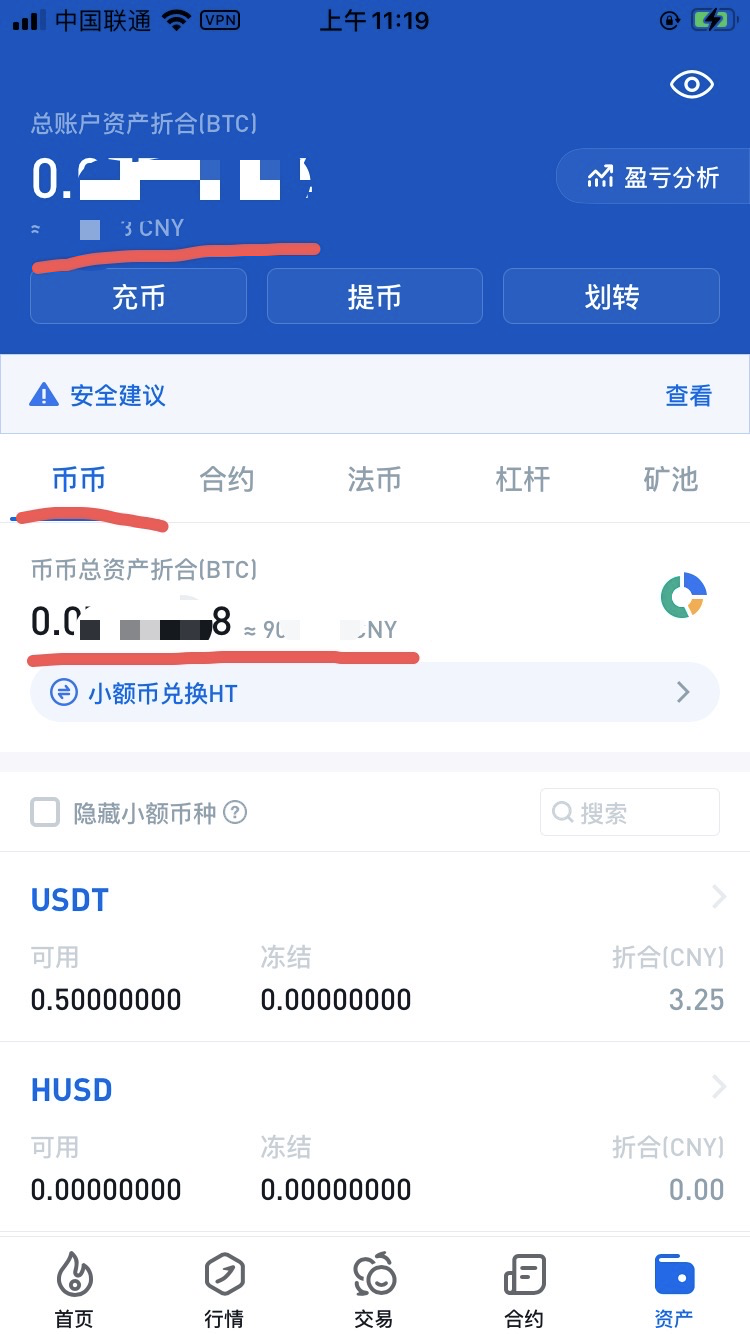 中国联通 VPN 上午11:19
总账户资产折合(BTC)
0.
盈亏分析
≈ 3 CNY
充币 提币 划转
安全建议 查看
币币 合约 法币 杠杆 矿池
币币总资产折合(BTC)
0.0 8 ≈ 90 CNY
小额币兑换HT
隐藏小额币种 ? 搜索
USDT
可用 冻结 折合(CNY)
0.50000000 0.00000000 3.25
HUSD
可用 冻结 折合(CNY)
0.00000000 0.00000000 0.00
首页 行情 交易 合约 资产